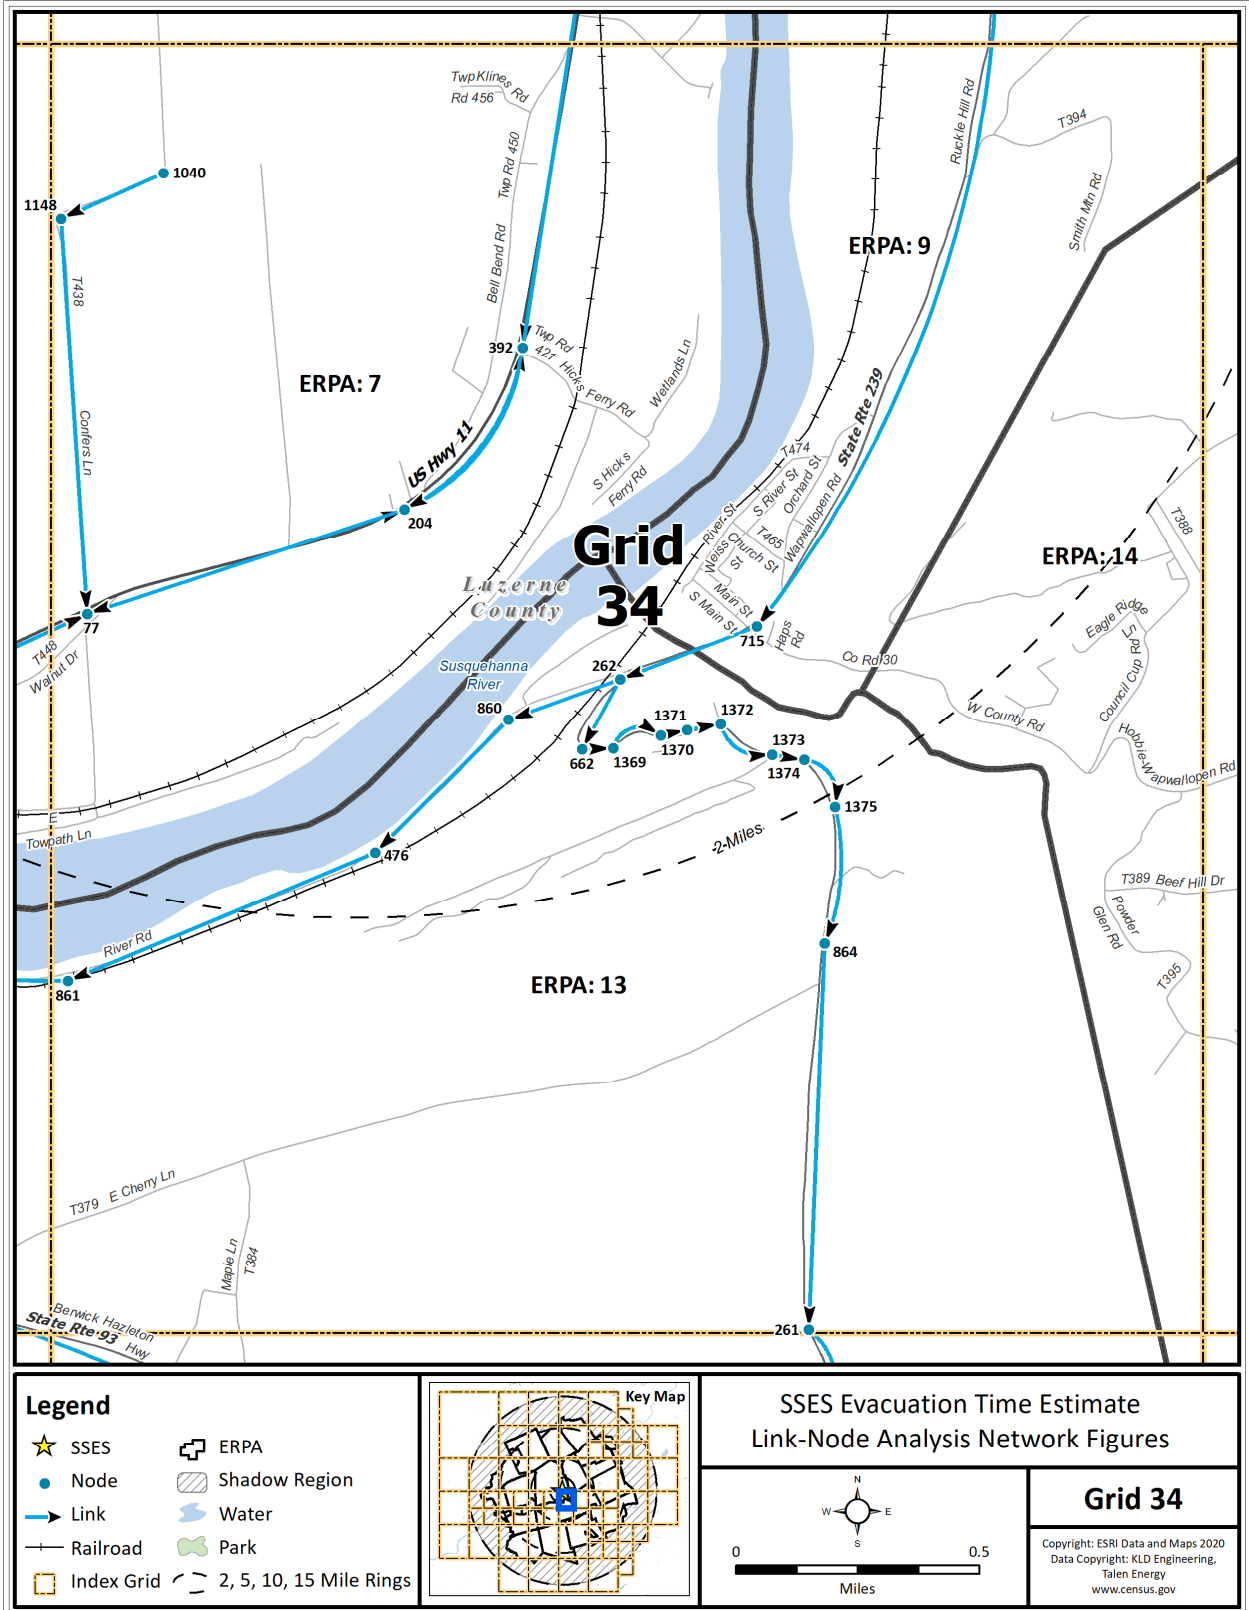 Twp Klines Rd
Rd 456
Twp Rd 450
Bell Bend Rd
Ruckle Hill Rd
T394
Smith Mtn Rd
1040
1148
T438
Confers Ln
ERPA: 9
ERPA: 7
392
Twp Rd
421
Hicks Ferry Rd
Wetlands Ln
US Hwy 11
204
S Hicks
Ferry Rd
State Rte 239
T474
S River St
Orchard St
Wapwallopen Rd
River St
Weiss
Church St
St
T465
Main St
S Main St
Grid
34
Luzerne
County
ERPA: 14
T388
Eagle Ridge
S Rd
Council Cup Rd
77
T448
Walnut Dr
715
Haps
Rd
Co Rd 30
W County Rd
Hobbie-Wapwallopen Rd
Susquehanna
River
262
860
662
1369
1371
1370
1372
1373
1374
1375
E
Towpath Ln
476
2-Miles
T389 Beef Hill Dr
Powder
Glen Rd
T395
River Rd
861
864
ERPA: 13
T379 E Cherry Ln
Maple Ln
T384
Berwick Hazleton
Hwy
State Rte 93
261
Legend
SSES
Node
Link
Railroad
Index Grid
ERPA
Shadow Region
Water
Park
2, 5, 10, 15 Mile Rings
Key Map
SSES Evacuation Time Estimate
Link-Node Analysis Network Figures
N
W
E
S
0
0.5
Miles
Grid 34
Copyright: ESRI Data and Maps 2020
Data Copyright: KLD Engineering,
Talen Energy
www.census.gov